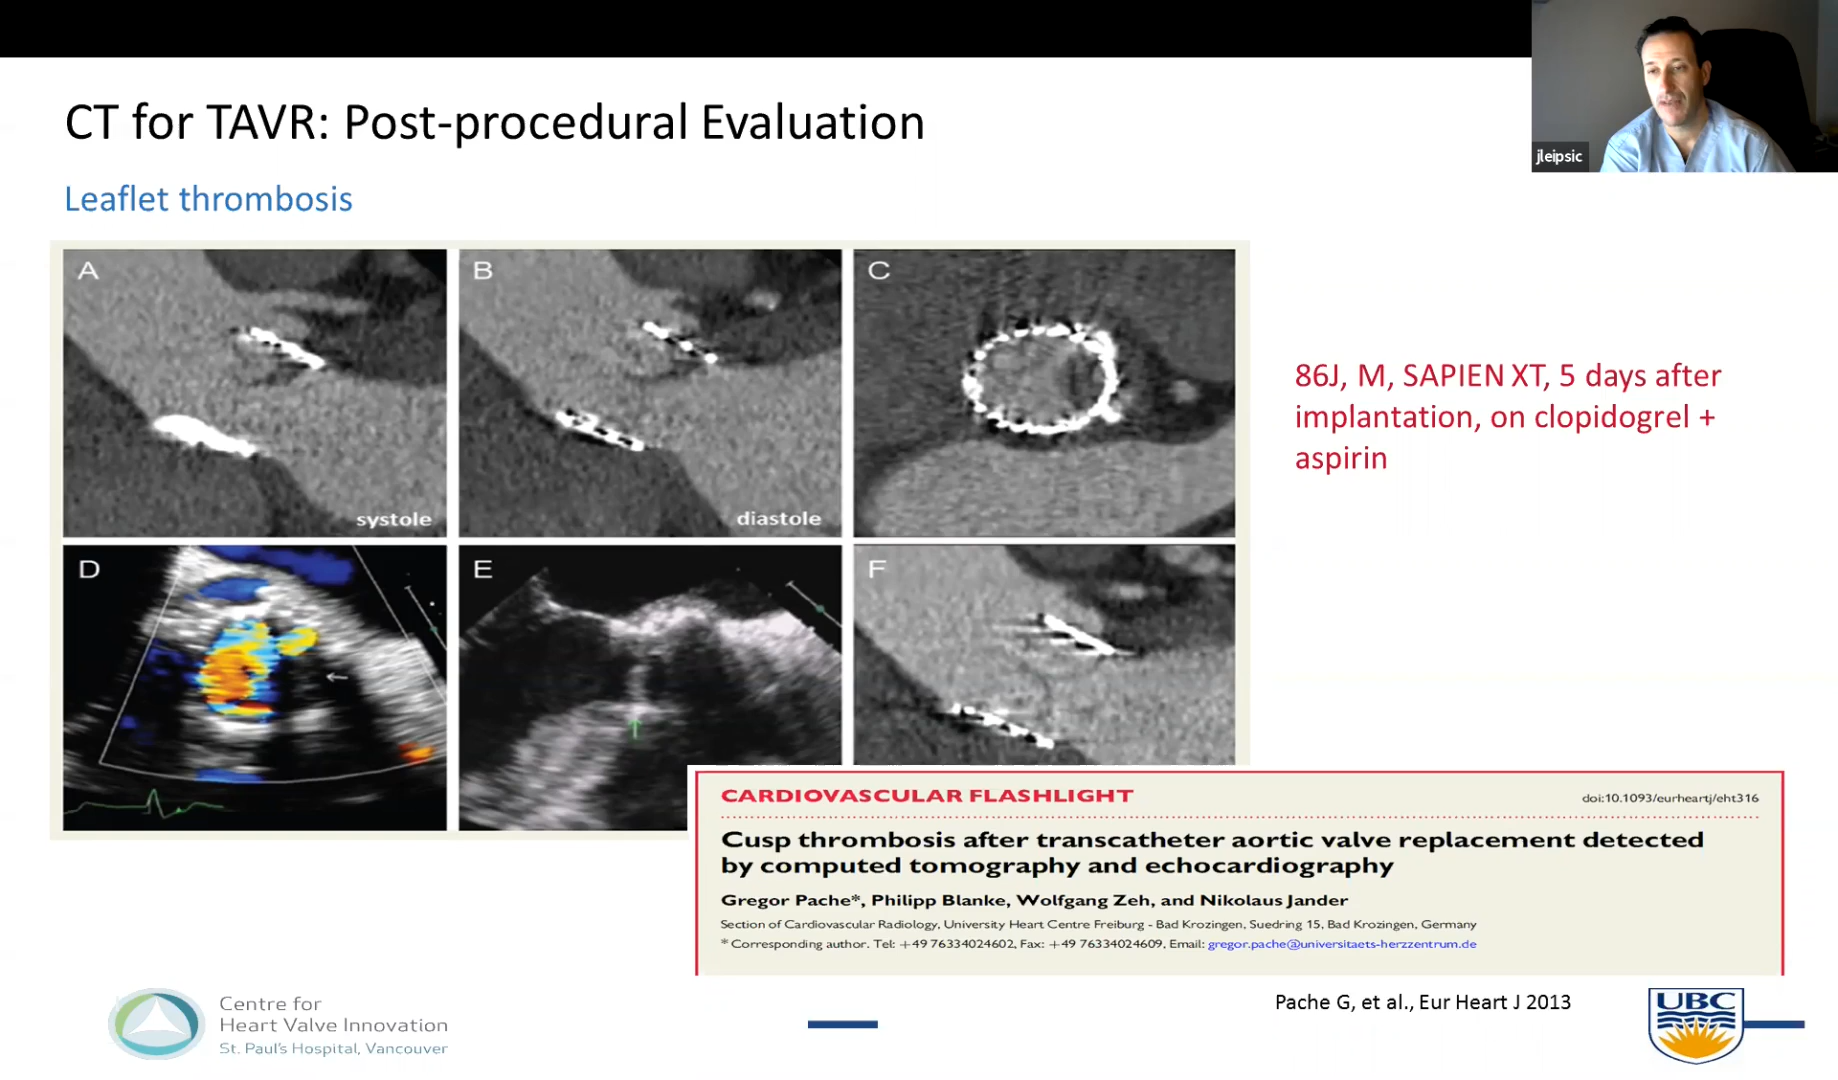 jleipsic
CT for TAVR: Post-procedural Evaluation
Leaflet thrombosis
A
B
C
systole
diastole
D
E
F
86J, M, SAPIEN XT, 5 days after
implantation, on clopidogrel +
aspirin
CARDIOVASCULAR FLASHLIGHT
doi:10.1093/eurheartj/eht316
Cusp thrombosis after transcatheter aortic valve replacement detected
by computed tomography and echocardiography
Gregor Pache*, Philipp Blanke, Wolfgang Zeh, and Nikolaus Jander
Section of Cardiovascular Radiology, University Heart Centre Freiburg - Bad Krozingen, Suedring 15, Bad Krozingen, Germany
* Corresponding author. Tel: +49 76334024602, Fax: +49 76334024609, Email: gregor.pache@universitaets-herzzentrum.de
Centre for
Heart Valve Innovation
St. Paul's Hospital, Vancouver
Pache G, et al., Eur Heart J 2013
UBC